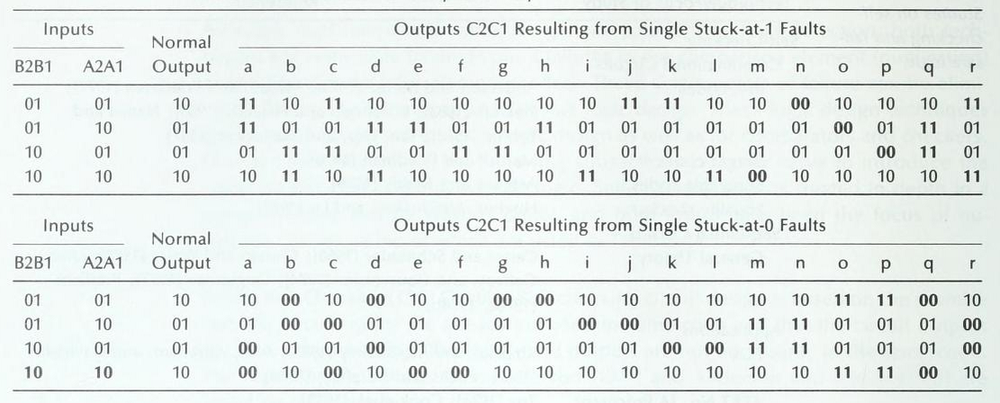 Inputs Normal Outputs C2C1 Resulting from Single Stuck-at-1 Faults
B2B1 A2A1 Output a b c d e f g h i j k l m n o p q r
01 01 10 11 10 11 10 10 10 10 10 10 11 11 10 10 00 10 10 10 11
01 10 01 11 01 01 11 11 01 01 11 01 01 01 01 01 01 00 01 11 01
10 01 01 01 11 11 01 01 11 11 01 01 01 01 01 01 01 01 00 11 01
10 10 10 10 11 10 11 10 10 10 10 11 10 10 11 00 10 10 10 10 11
Inputs Normal Outputs C2C1 Resulting from Single Stuck-at-0 Faults
B2B1 A2A1 Output a b c d e f g h i j k l m n o p q r
01 01 10 10 00 10 00 10 10 00 00 10 10 10 10 10 10 11 11 00 10
01 10 01 01 00 00 01 01 01 01 01 00 00 01 01 11 11 01 01 01 00
10 01 01 00 01 01 00 01 01 01 01 01 01 00 00 11 11 01 01 01 00
10 10 10 00 10 00 10 00 00 10 10 10 10 10 10 10 10 11 11 00 10